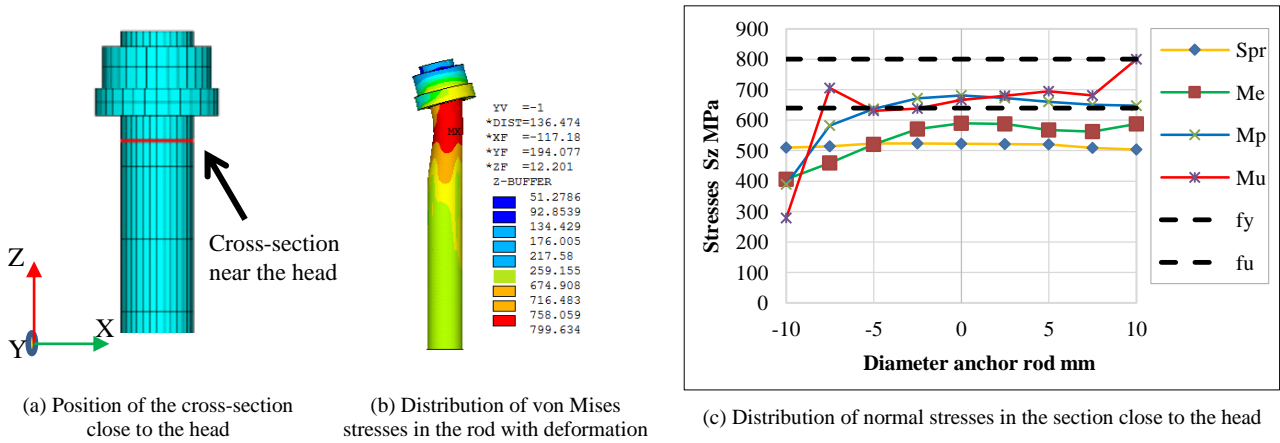 Z
X
Y
Cross-section
near the head
(a) Position of the cross-section
close to the head
MX
YV =-1
*DIST=136.474
*XF =-117.18
*YF =194.077
*ZF =12.201
Z-BUFFER
51.2786
92.8539
134.429
176.005
217.58
259.155
674.908
716.483
758.059
799.634
(b) Distribution of von Mises
stresses in the rod with deformation
Stresses Sz MPa
900
800
700
600
500
400
300
200
100
0
-10
-5
0
5
10
Diameter anchor rod mm
Spr
Me
Mp
Mu
fy
fu
(c) Distribution of normal stresses in the section close to the head